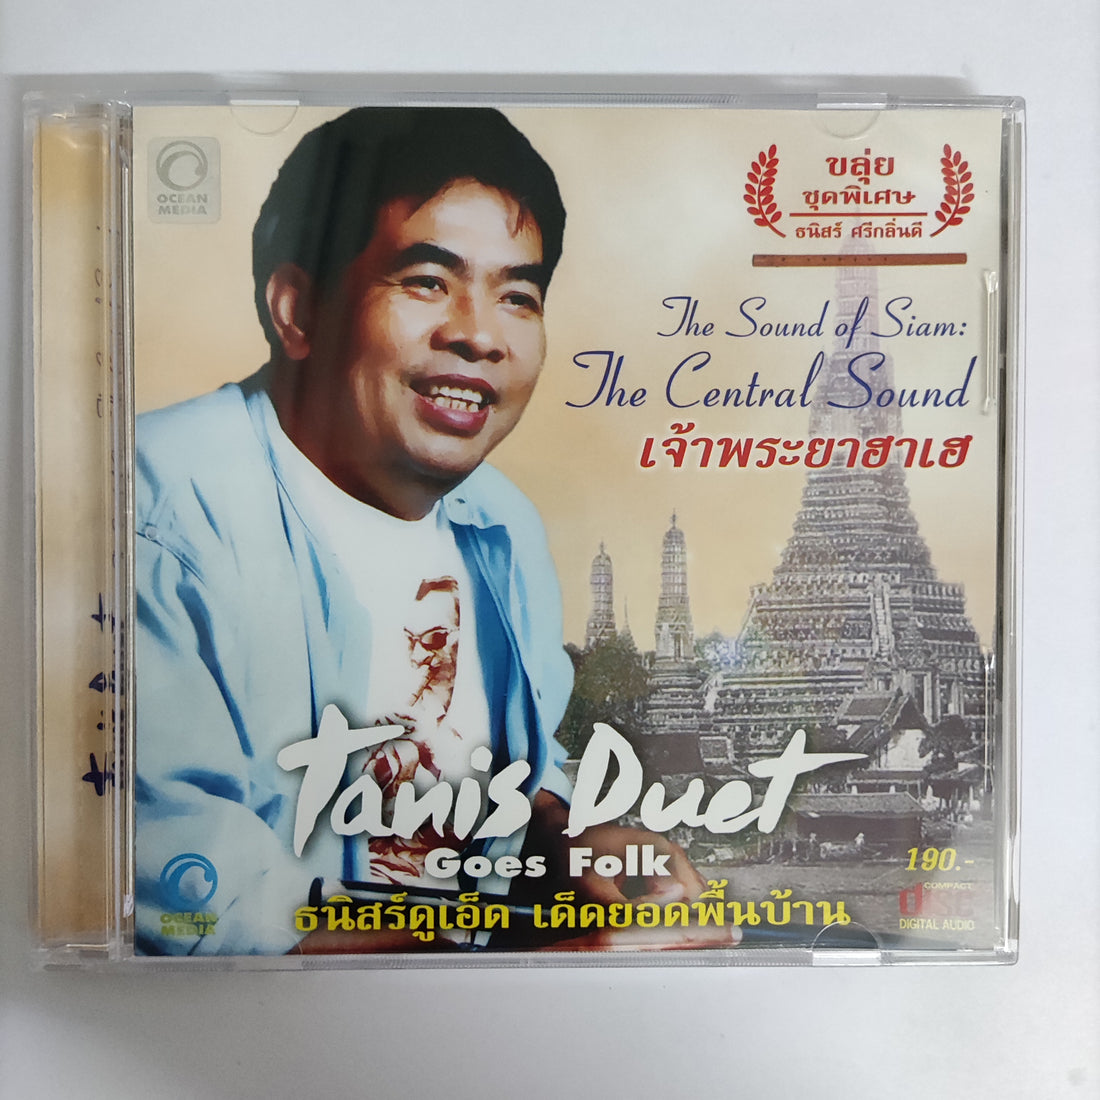 OCEAN
MEDIA
ขลุ่ย
ชุดพิเศษ
ธนิสร์ ศรีกลิ่นดี
The Sound of Siam:
The Central Sound
เจ้าพระยาฮาเฮ
Tanis Duet
Goes Folk
ธนิสร์ดูเอ็ด เด็ดยอดพื้นบ้าน
190.-
COMPACT
disc
DIGITAL AUDIO
OCEAN
MEDIA